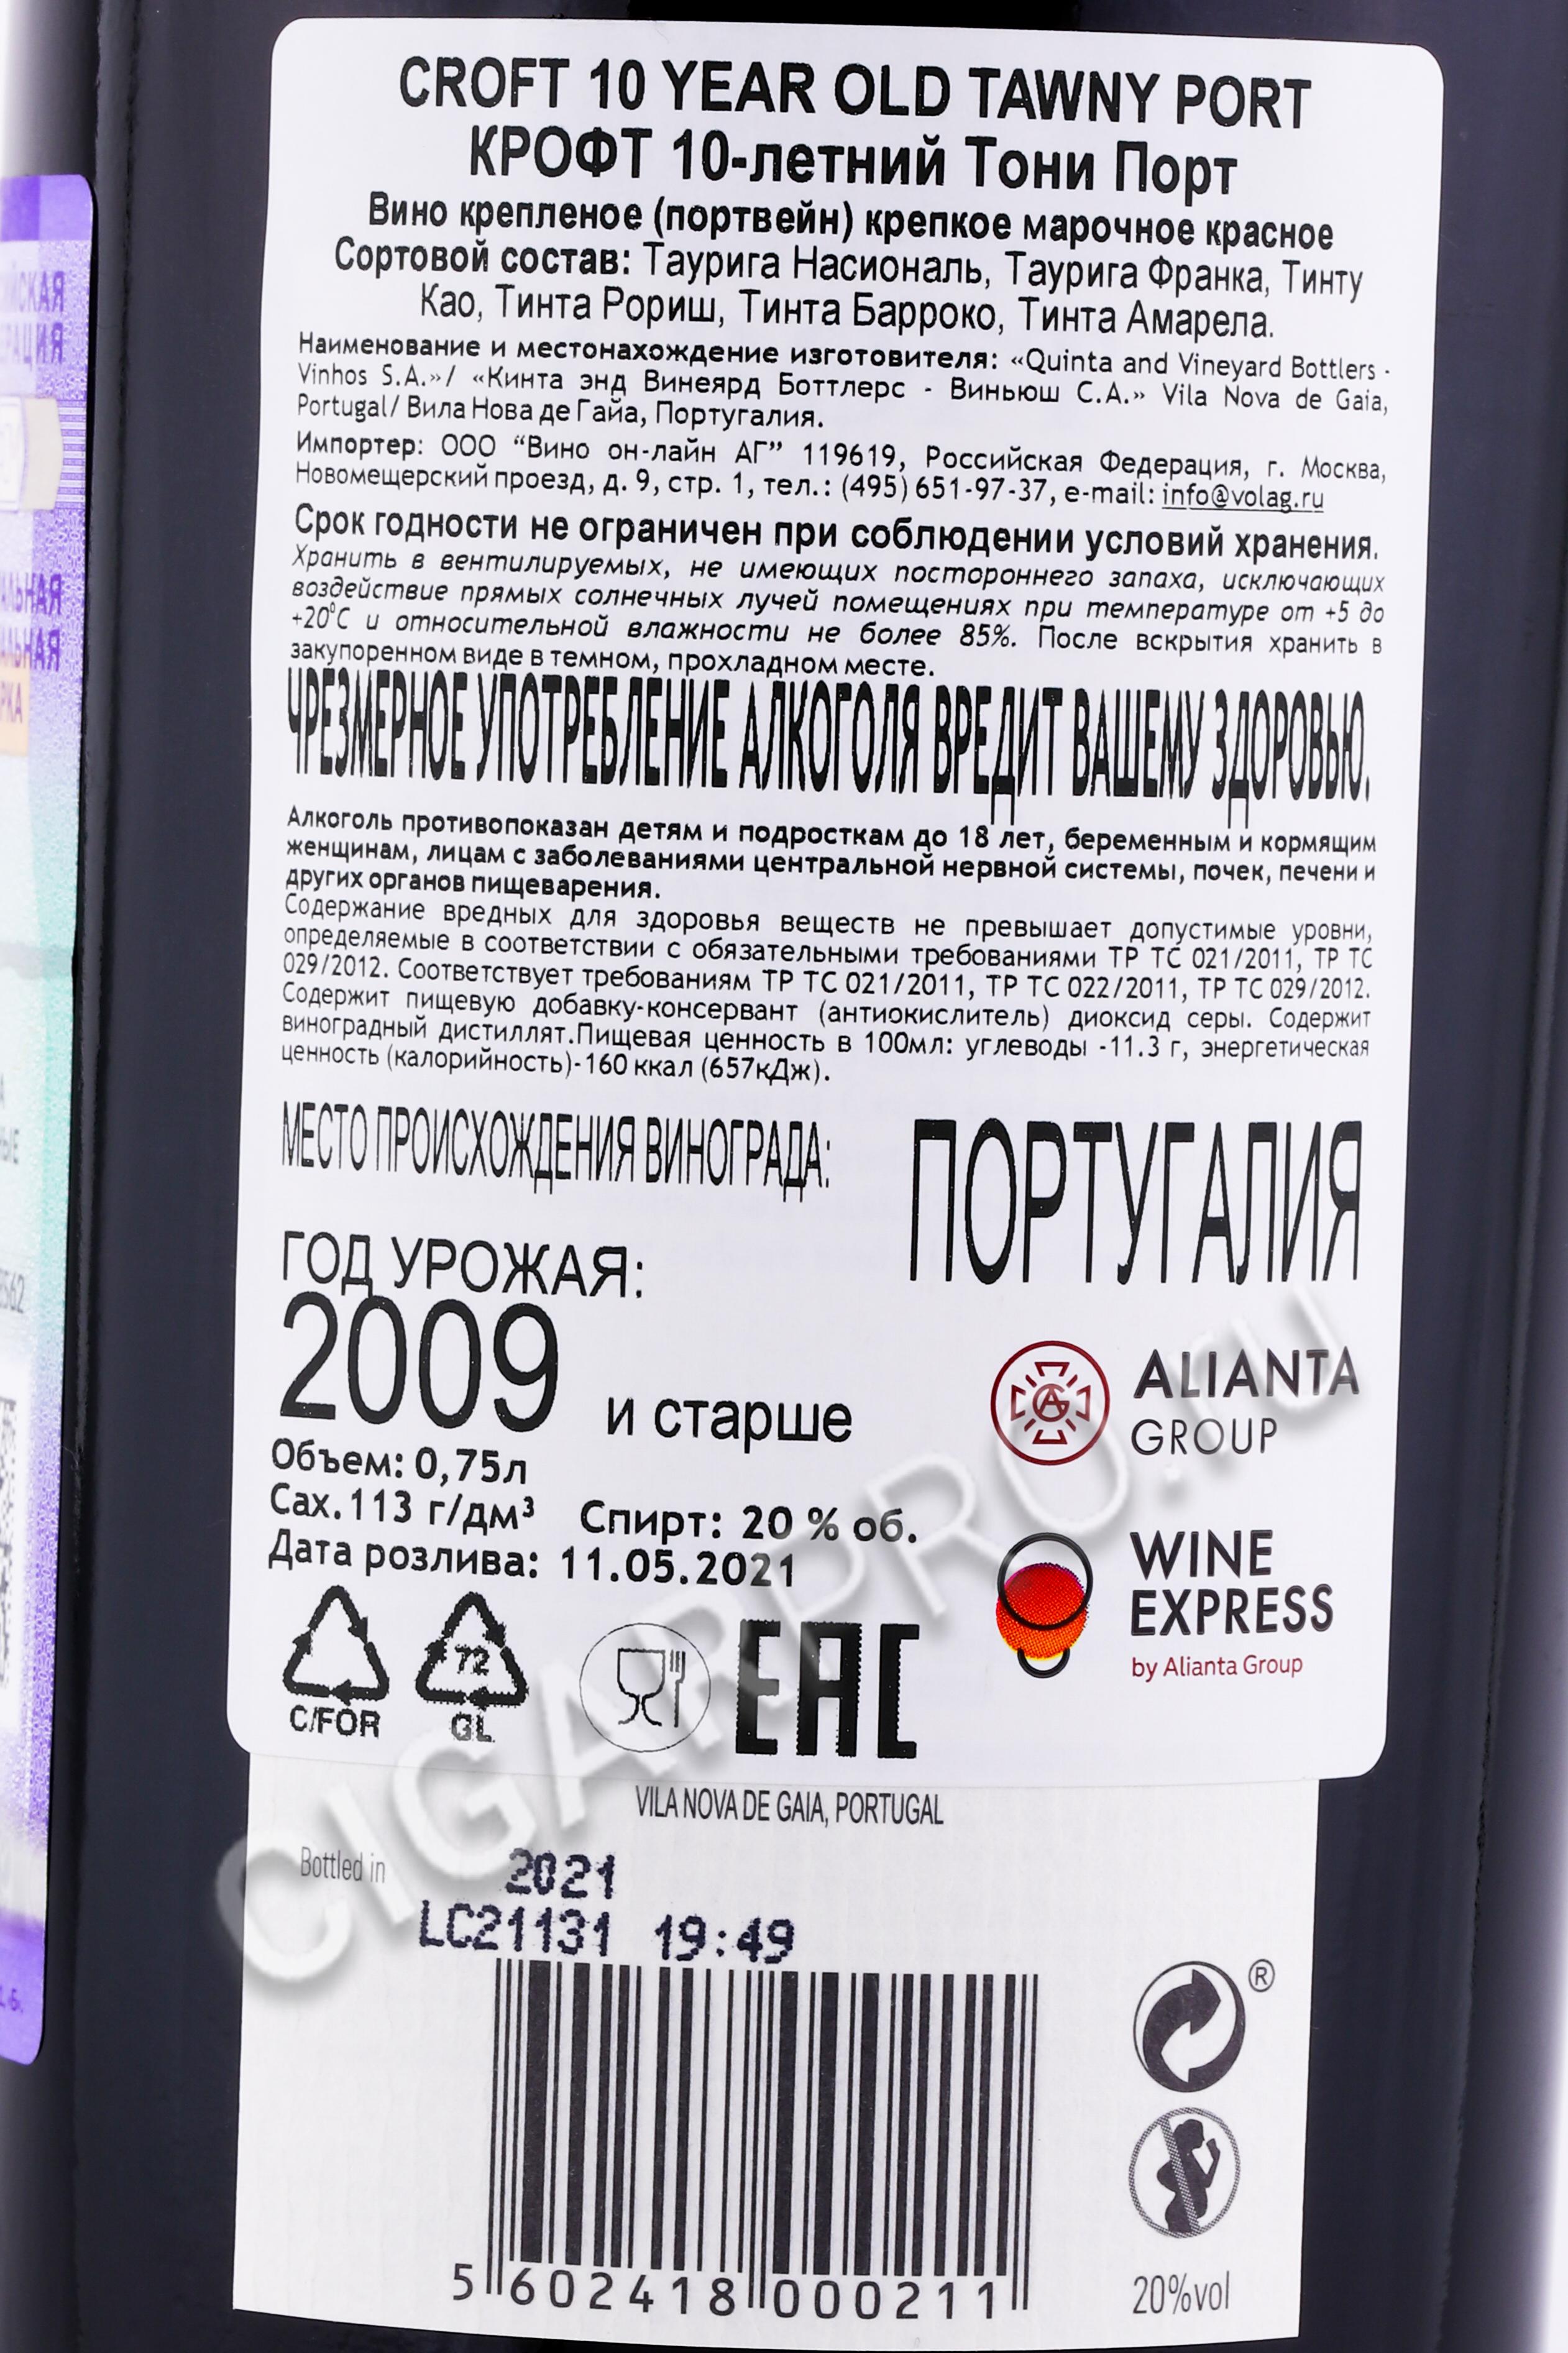 CROFT 10 YEAR OLD TAWNY PORT
КРОФТ 10-летний Тони Порт
Вино крепленое (портвейн) крепкое марочное красное
Сортовой состав: Таурига Насиональ, Таурига Франка, Тинту
Као, Тинта Рориш, Тинта Барроко, Тинта Амарела.
Наименование и местонахождение изготовителя: «Quinta and Vineyard Bottlers -
Vinhos S.A.»/ «Кинта энд Винеярд Боттлерс - Виньюш С.А.» Vila Nova de Gaia,
Portugal/ Вила Нова де Гайа, Португалия.
Импортер: ООО “Вино он-лайн АГ” 119619, Российская Федерация, г. Москва,
Новомещерский проезд, д. 9, стр. 1, тел.: (495) 651-97-37, e-mail: info@volag.ru
Срок годности не ограничен при соблюдении условий хранения.
Хранить в вентилируемых, не имеющих постороннего запаха, исключающих
воздействие прямых солнечных лучей помещениях при температуре от +5 до
+20⁰С и относительной влажности не более 85%. После вскрытия хранить в
закупоренном виде в темном, прохладном месте.
ЧРЕЗМЕРНОЕ УПОТРЕБЛЕНИЕ АЛКОГОЛЯ ВРЕДИТ ВАШЕМУ ЗДОРОВЬЮ.
Алкоголь противопоказан детям и подросткам до 18 лет, беременным и кормящим
женщинам, лицам с заболеваниями центральной нервной системы, почек, печени и
других органов пищеварения.
Содержание вредных для здоровья веществ не превышает допустимые уровни,
определяемые в соответствии с обязательными требованиями ТР ТС 021/2011, ТР ТС
029/2012. Соответствует требованиям ТР ТС 021/2011, ТР ТС 022/2011, ТР ТС 029/2012.
Содержит пищевую добавку-консервант (антиокислитель) диоксид серы. Содержит
виноградный дистиллят.Пищевая ценность в 100мл: углеводы -11.3 г, энергетическая
ценность (калорийность)-160 ккал (657кДж).
МЕСТО ПРОИСХОЖДЕНИЯ ВИНОГРАДА: ПОРТУГАЛИЯ
ГОД УРОЖАЯ:
2009 и старше
ALIANTA
GROUP
Объем: 0,75л
Сах.113 г/дм³ Спирт: 20 % об.
Дата розлива: 11.05.2021
WINE
EXPRESS
by Alianta Group
72
C/FOR
GL
EAC
CIGARPRO.ru
VILA NOVA DE GAIA, PORTUGAL
Bottled in 2021
LC21131 19:49
®
5 602418 000211
20%vol